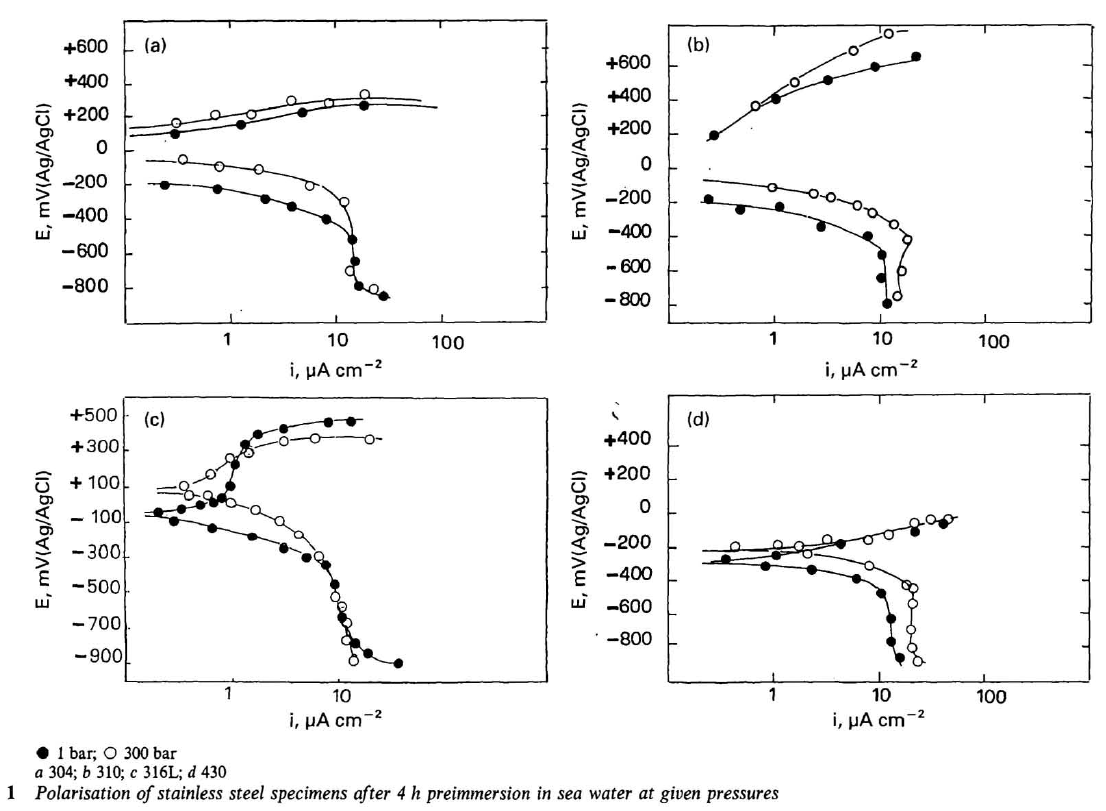 (a)
+600
+400
+200
0
−200
−400
−600
−800
E, mV(Ag/AgCl)
1 10 100
i, µA cm−2
(b)
+600
+400
+200
0
−200
−400
−600
−800
E, mV(Ag/AgCl)
1 10 100
i, µA cm−2
(c)
+500
+300
+100
−100
−300
−500
−700
−900
E, mV(Ag/AgCl)
1 10
i, µA cm−2
(d)
+400
+200
0
−200
−400
−600
−800
E, mV(Ag/AgCl)
1 10 100
i, µA cm−2
● 1 bar; ○ 300 bar
a 304; b 310; c 316L; d 430
1 Polarisation of stainless steel specimens after 4 h preimmersion in sea water at given pressures